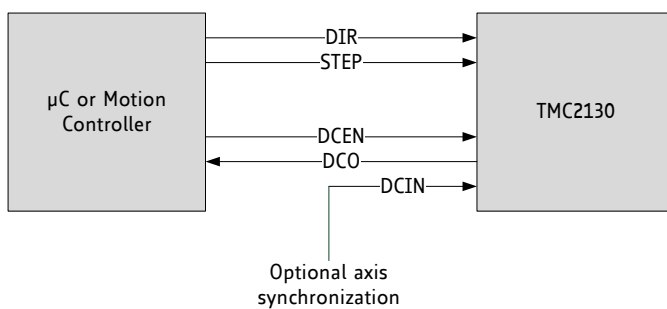 DIR
STEP
µC or Motion
Controller
TMC2130
DCEN
DCO
DCIN
Optional axis
synchronization